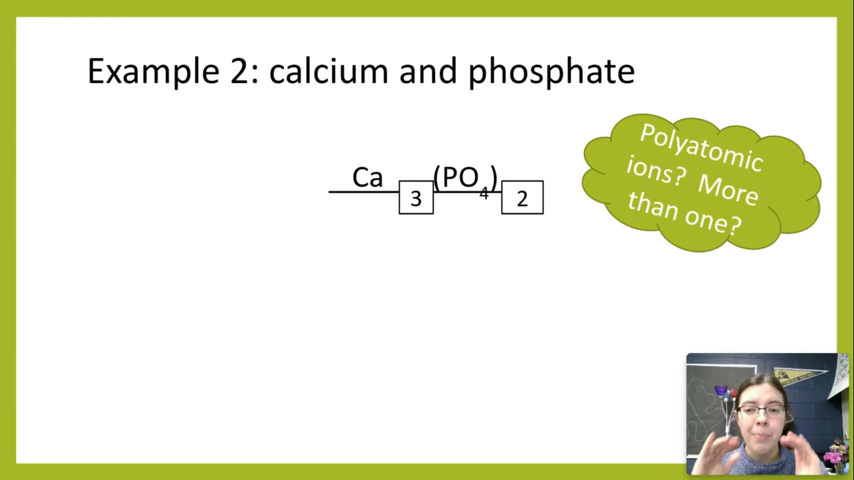 Example 2: calcium and phosphate
Ca 3 (PO4) 2
Polyatomic
ions? More
than one?